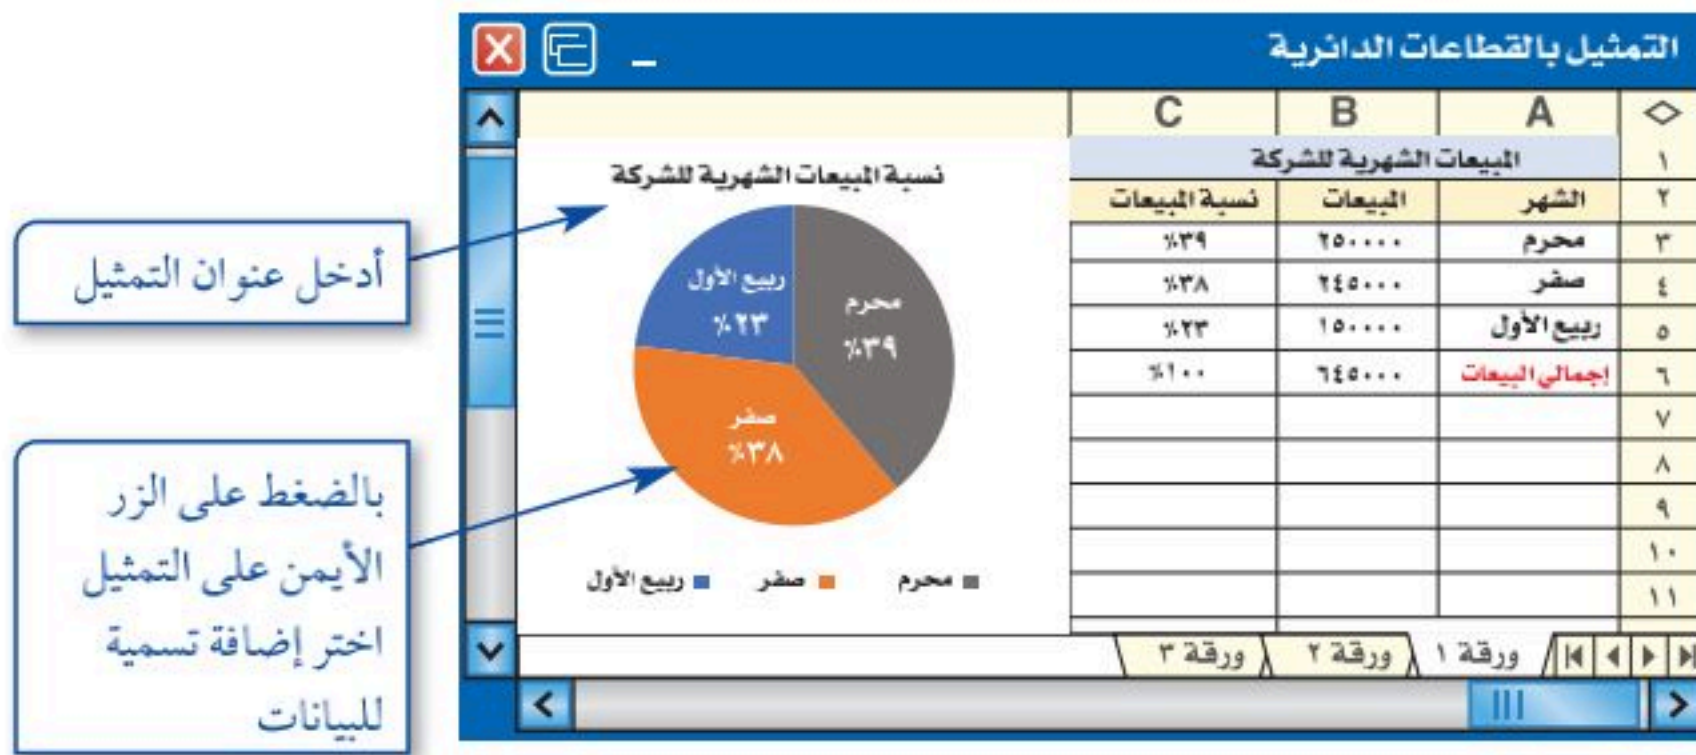 التمثيل بالقطاعات الدائرية
A B C
١ المبيعات الشهرية للشركة
٢ الشهر المبيعات نسبة المبيعات
٣ محرم ٢٥٠٠٠٠ ٣٩٪
٤ صفر ٢٤٥٠٠٠ ٣٨٪
٥ ربيع الأول ١٥٠٠٠٠ ٢٣٪
٦ إجمالي البيعات ٦٤٥٠٠٠ ١٠٠٪
٧
٨
٩
١٠
١١
ورقة ١ ورقة ٢ ورقة ٣
نسبة المبيعات الشهرية للشركة
محرم
٣٩٪
ربيع الأول
٢٣٪
صفر
٣٨٪
محرم صفر ربيع الأول
أدخل عنوان التمثيل
بالضغط على الزر
الأيمن على التمثيل
اختر إضافة تسمية
للبيانات